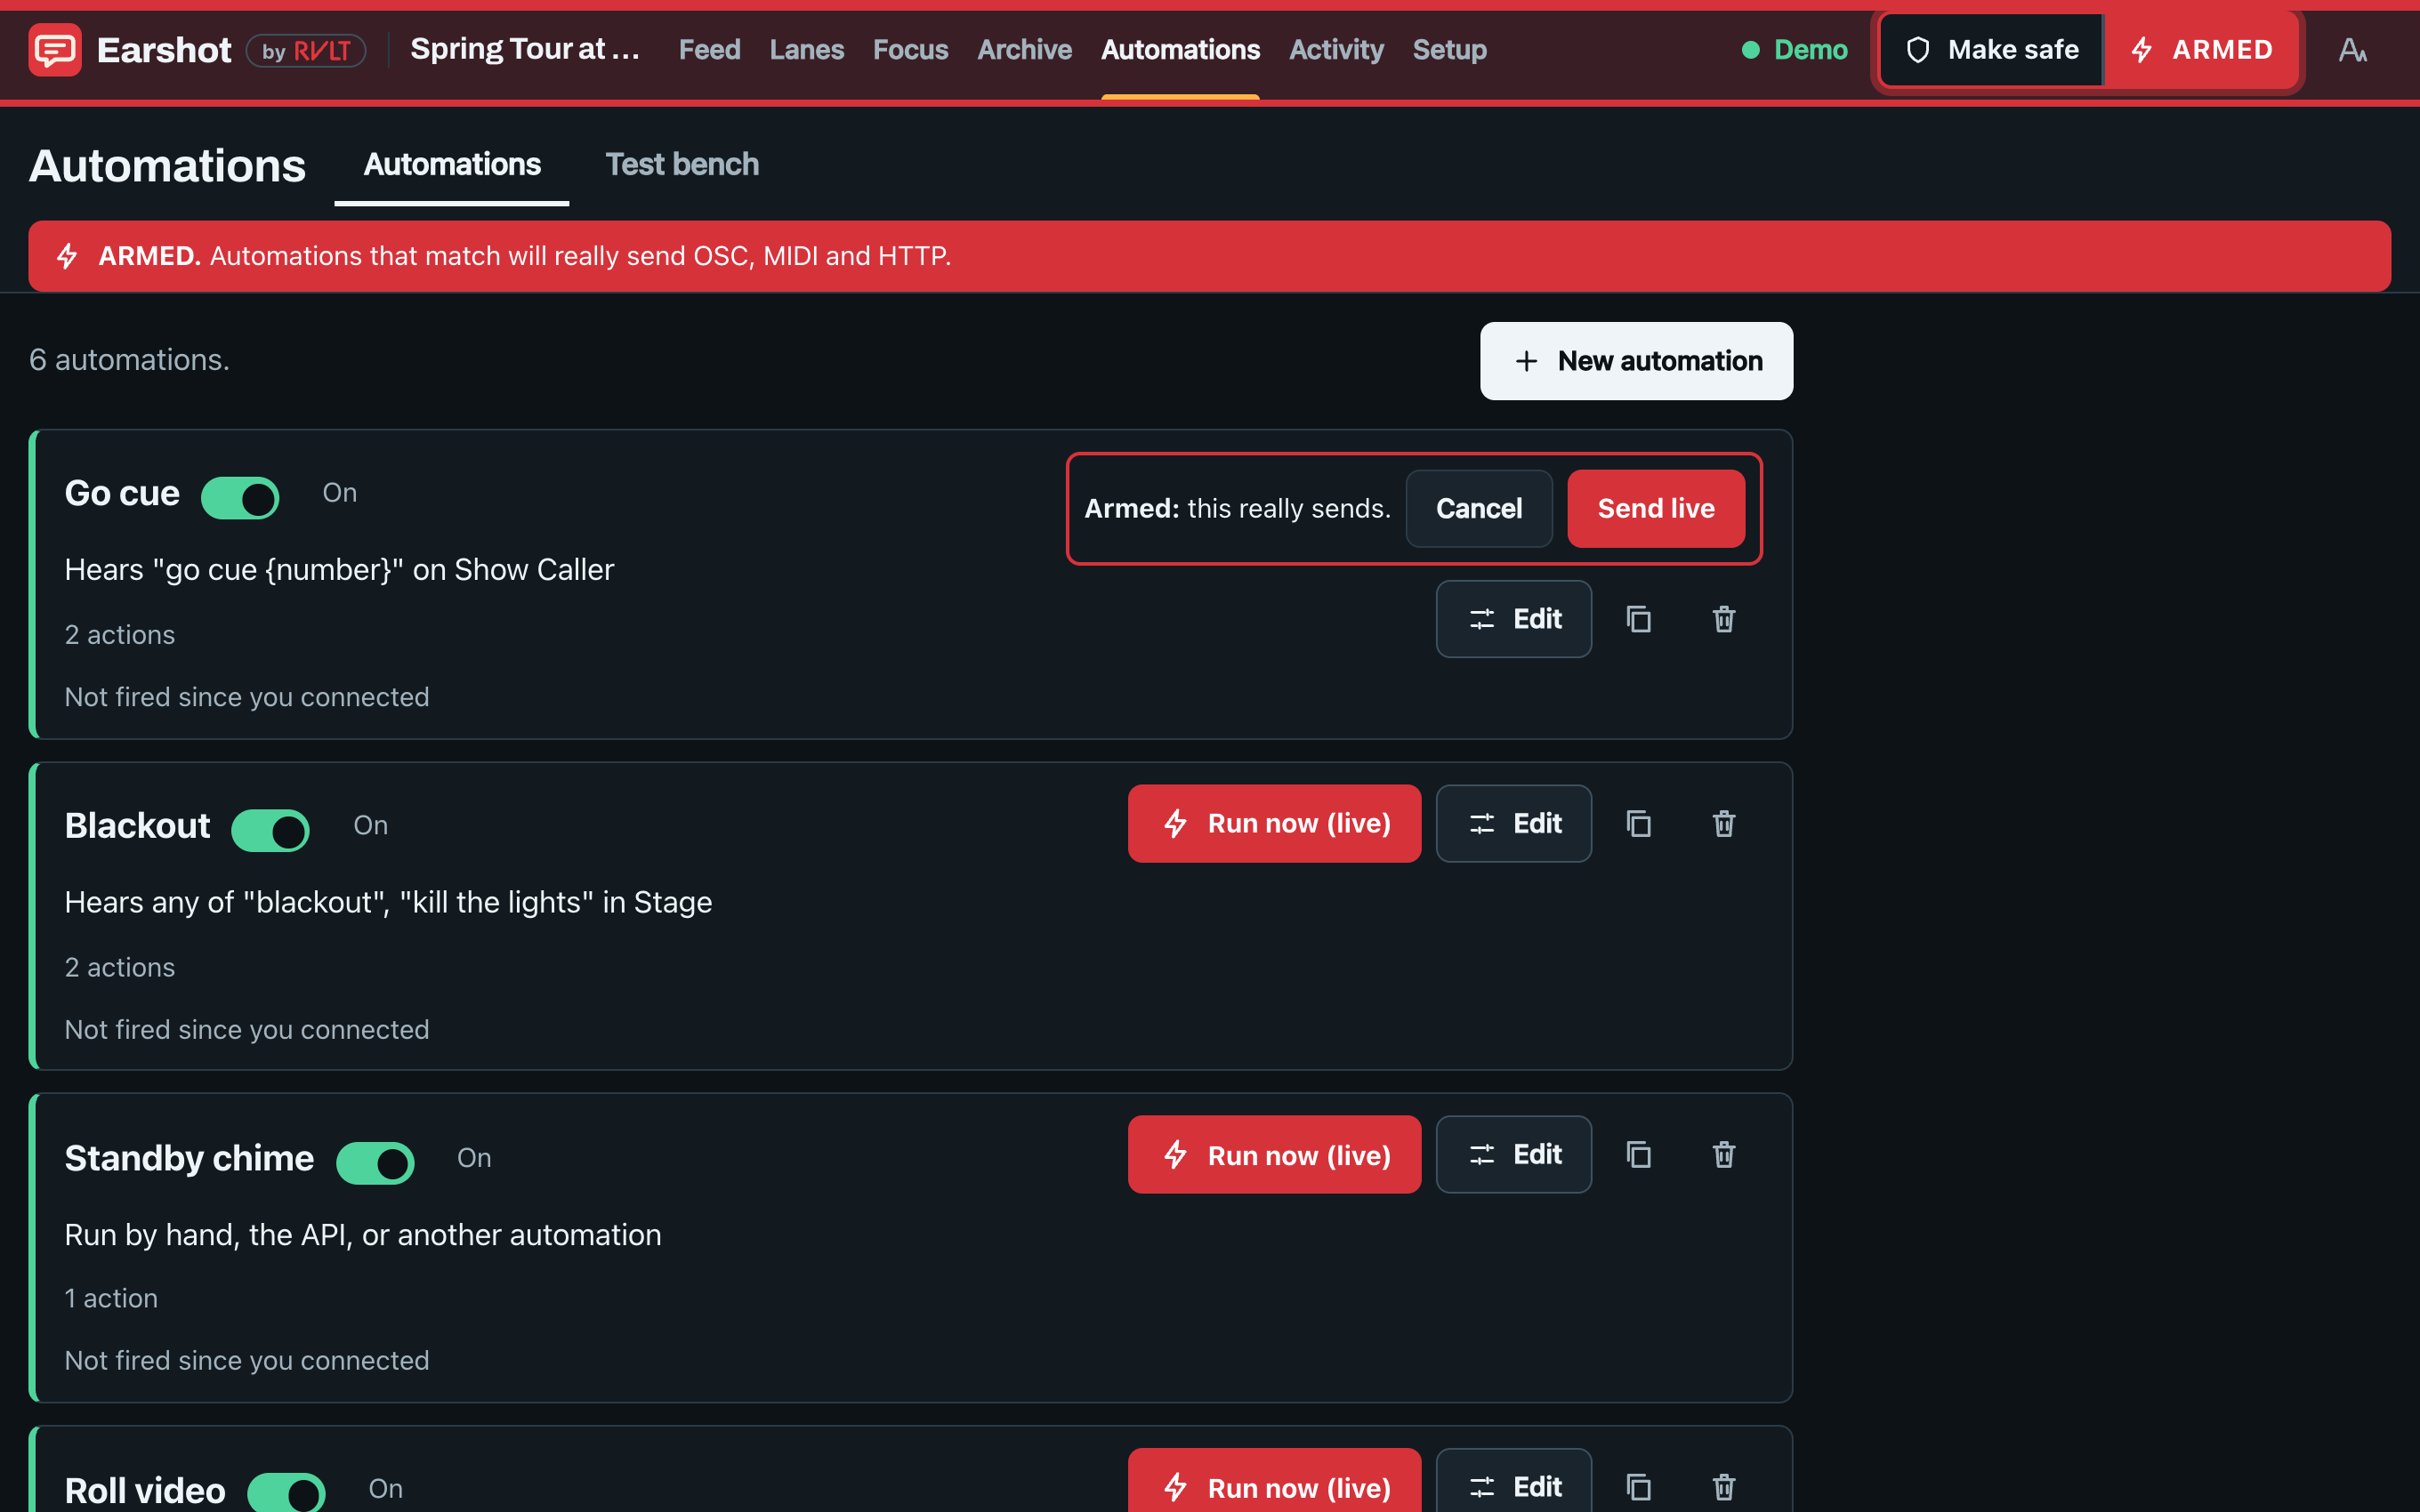 Earshot by RVLT Spring Tour at ... Feed Lanes Focus Archive Automations Activity Setup Demo Make safe ARMED
Automations Automations Test bench
ARMED. Automations that match will really send OSC, MIDI and HTTP.
6 automations. New automation
Go cue On
Armed: this really sends. Cancel Send live
Hears "go cue {number}" on Show Caller
Edit
2 actions
Not fired since you connected
Blackout On Run now (live) Edit
Hears any of "blackout", "kill the lights" in Stage
2 actions
Not fired since you connected
Standby chime On Run now (live) Edit
Run by hand, the API, or another automation
1 action
Not fired since you connected
Roll video On Run now (live) Edit